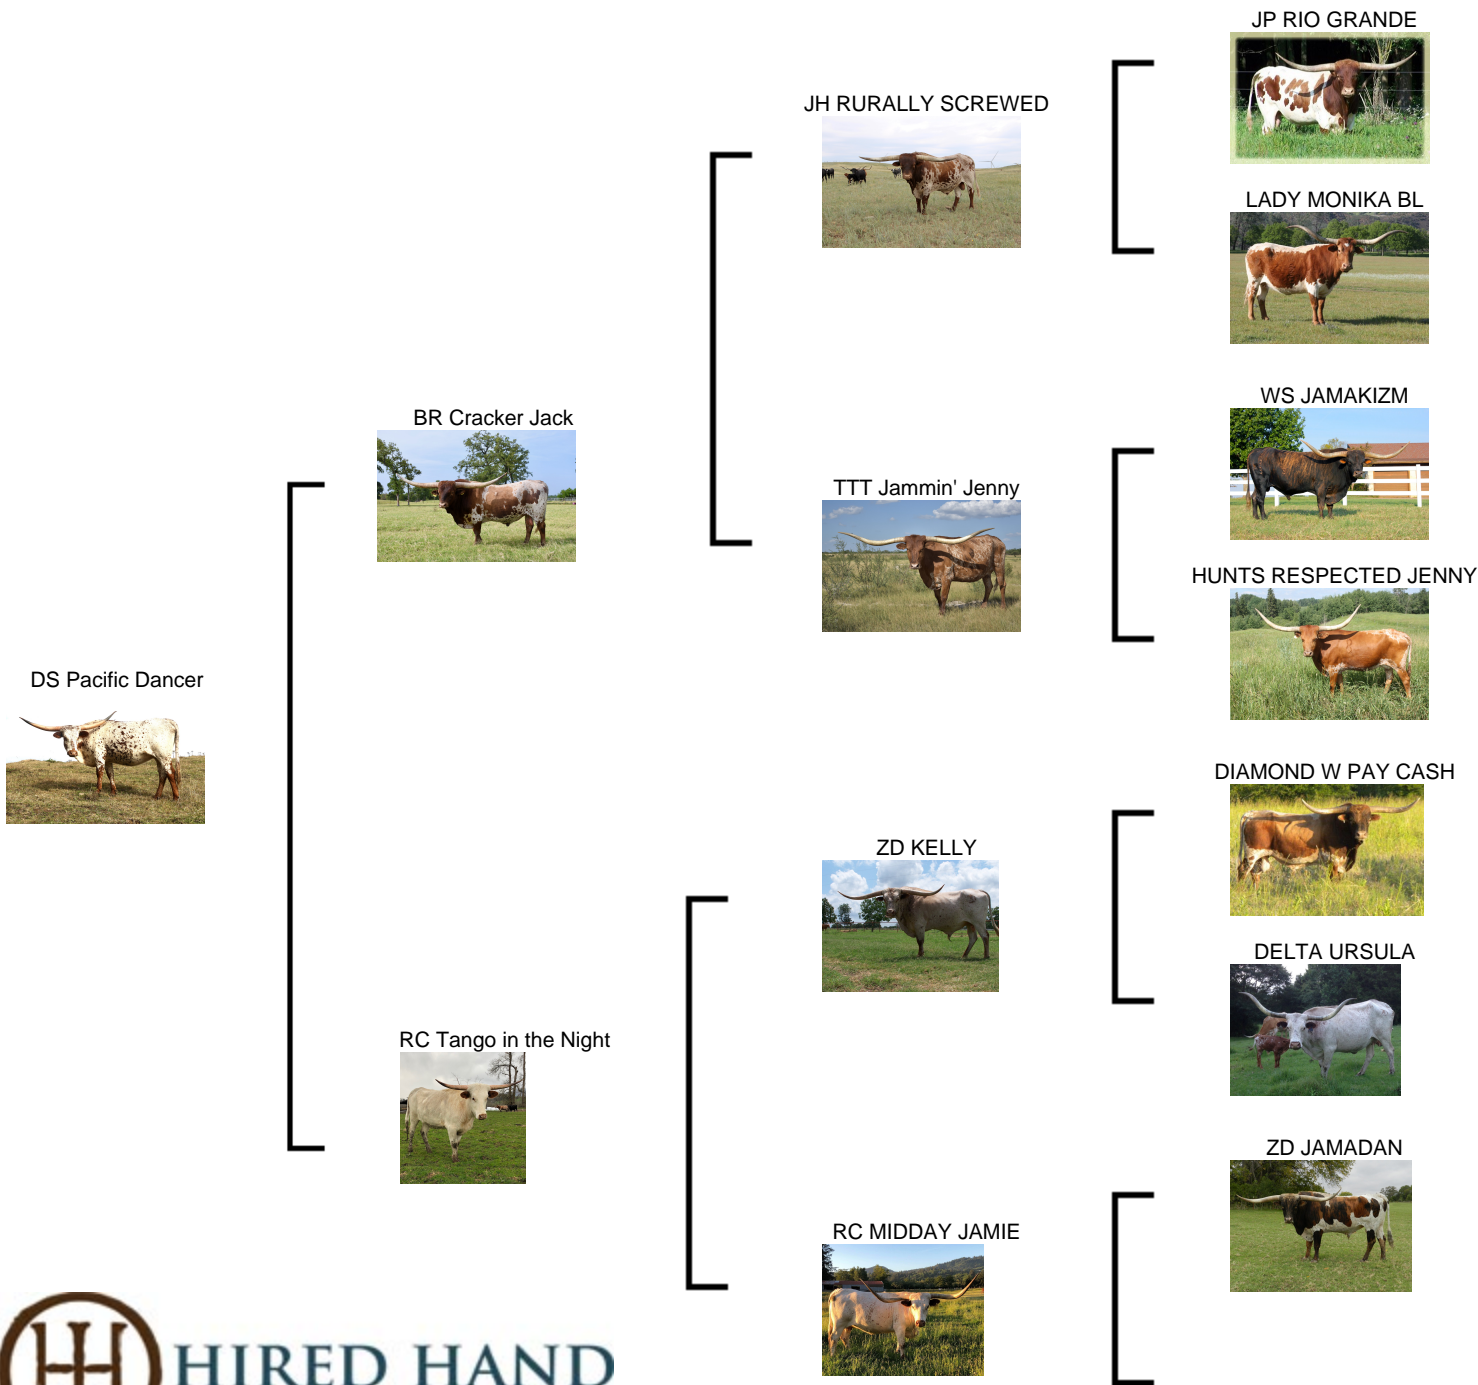 JP RIO GRANDE
JH RURALLY SCREWED
LADY MONIKA BL
BR Cracker Jack
WS JAMAKIZM
TTT Jammin' Jenny
HUNTS RESPECTED JENNY
DS Pacific Dancer
DIAMOND W PAY CASH
ZD KELLY
DELTA URSULA
RC Tango in the Night
ZD JAMADAN
RC MIDDAY JAMIE
HIRED HAND